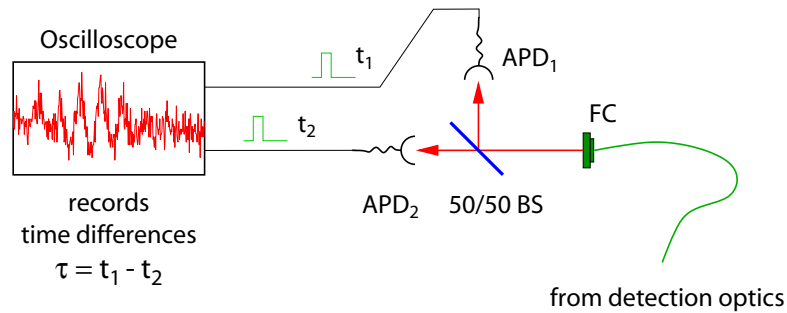 Oscilloscope
t₁
APD₁
t₂
FC
APD₂
50/50 BS
records
time differences
τ = t₁ - t₂
from detection optics